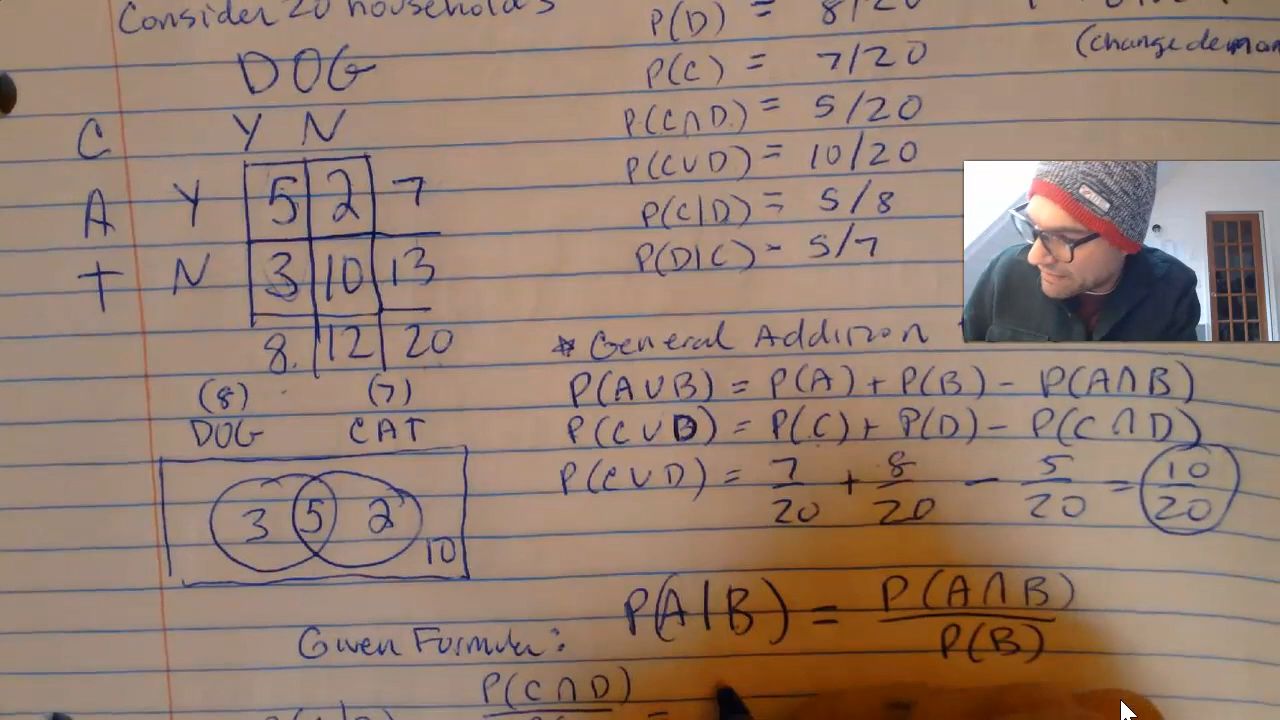 Consider 20 households
DOG
C Y N
A Y 5 2 7
T N 3 10 13
8. 12 20
(8) (7)
DOG CAT
3 5 2
10
P(D) = 8/20
(change deman
P(C) = 7/20
P(C∩D) = 5/20
P(C∪D) = 10/20
P(C|D) = 5/8
P(D|C) = 5/7
* General Addition
P(A∪B) = P(A) + P(B) - P(A∩B)
P(C∪D) = P(C) + P(D) - P(C∩D)
P(C∪D) = 7/20 + 8/20 - 5/20 = 10/20
Given Formula: P(A|B) = P(A∩B)/P(B)
P(C∩D)
=